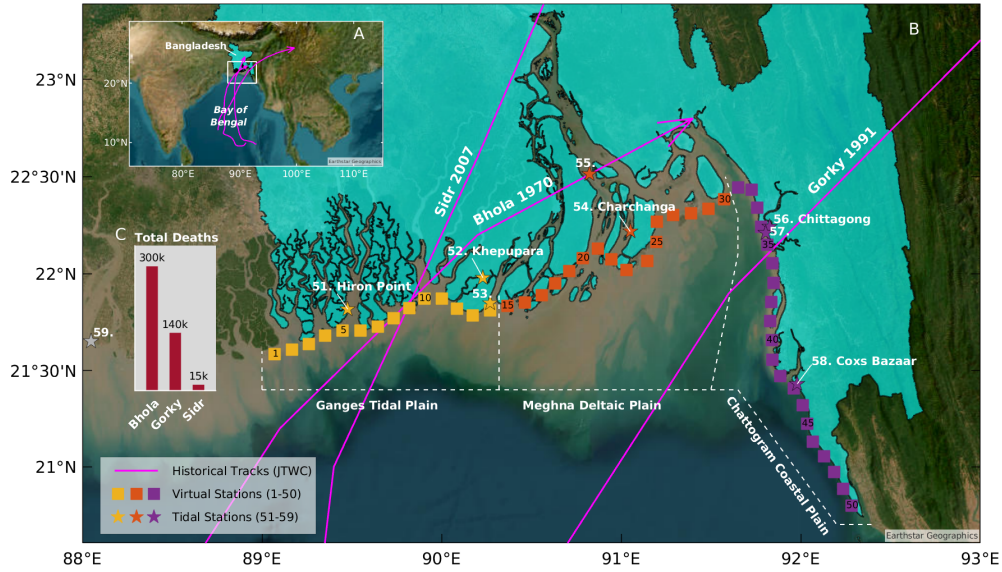 A
B
Bangladesh
Bay of
Bengal
20°N
10°N
80°E
90°E
100°E
110°E
Earthstar Geographics
23°N
22°30'N
22°N
21°30'N
21°N
88°E
89°E
90°E
91°E
92°E
93°E
C
Total Deaths
300k
140k
15k
Bhola
Gorky
Sidr
Sidr 2007
Bhola 1970
Gorky 1991
51. Hiron Point
52. Khepupara
53.
54. Charchanga
55.
56. Chittagong
57.
58. Coxs Bazaar
59.
1
5
10
15
20
25
30
35
40
45
50
Ganges Tidal Plain
Meghna Deltaic Plain
Chattogram Coastal Plain
Historical Tracks (JTWC)
Virtual Stations (1-50)
Tidal Stations (51-59)
Earthstar Geographics